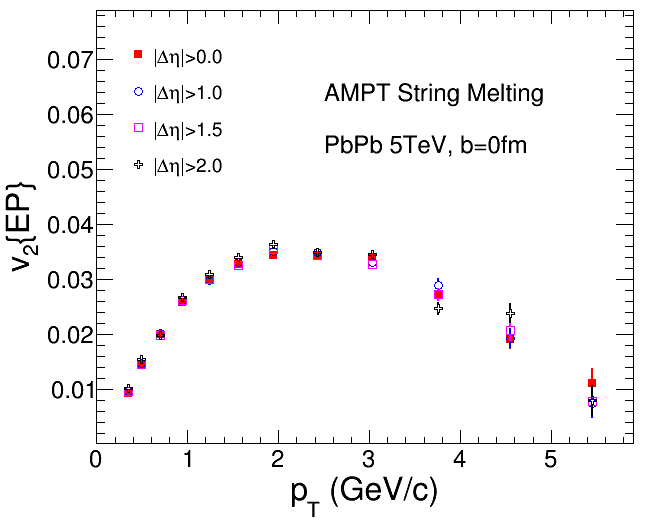 |Δη|>0.0
|Δη|>1.0
|Δη|>1.5
|Δη|>2.0
AMPT String Melting
PbPb 5TeV, b=0fm
v₂{EP}
0.07
0.06
0.05
0.04
0.03
0.02
0.01
0 1 2 3 4 5
p_T (GeV/c)